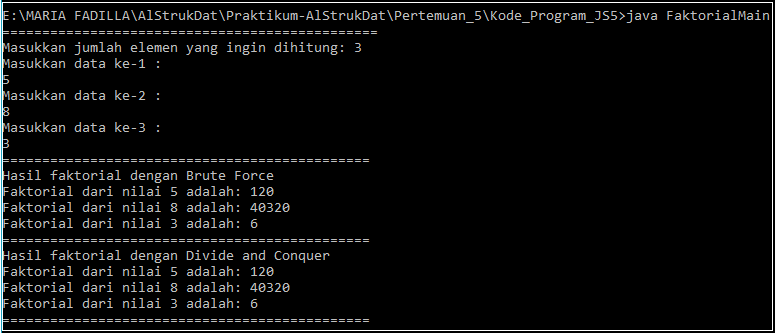 E:\MARIA FADILLA\AlStrukDat\Praktikum-AlStrukDat\Pertemuan_5\Kode_Program_JS5>java FaktorialMain
===============================================
Masukkan jumlah elemen yang ingin dihitung: 3
Masukkan data ke-1 :
5
Masukkan data ke-2 :
8
Masukkan data ke-3 :
3
==============================================
Hasil faktorial dengan Brute Force
Faktorial dari nilai 5 adalah: 120
Faktorial dari nilai 8 adalah: 40320
Faktorial dari nilai 3 adalah: 6
==============================================
Hasil faktorial dengan Divide and Conquer
Faktorial dari nilai 5 adalah: 120
Faktorial dari nilai 8 adalah: 40320
Faktorial dari nilai 3 adalah: 6
==============================================